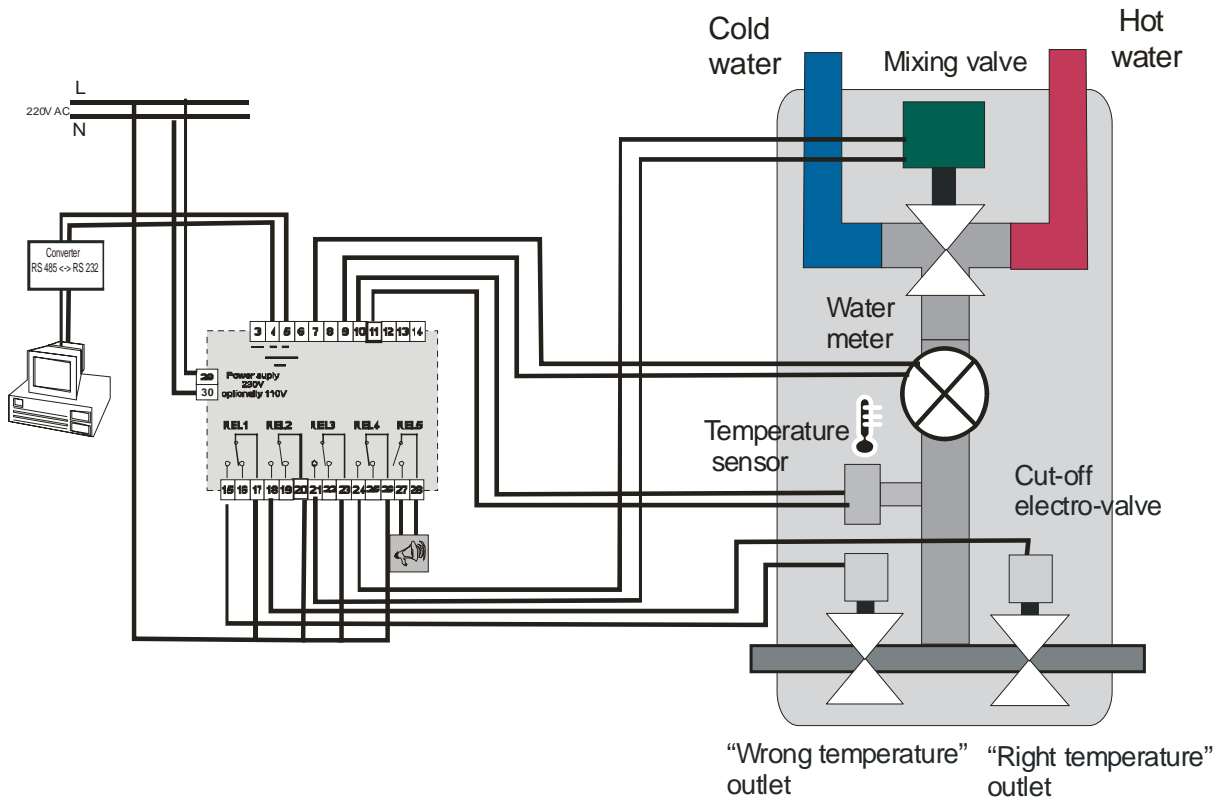 Cold
water
Mixing valve
Hot
water
L
220V AC
N
Converter
RS 485 <-> RS 232
3 4 5 6 7 8 9 10 11 12 13 14
29
30
Power suply
230V
optionally 110V
REL1 REL2 REL3 REL4 REL5
15 16 17 18 19 20 21 22 23 24 25 26 27 28
Water
meter
Temperature
sensor
Cut-off
electro-valve
“Wrong temperature”
outlet
“Right temperature”
outlet